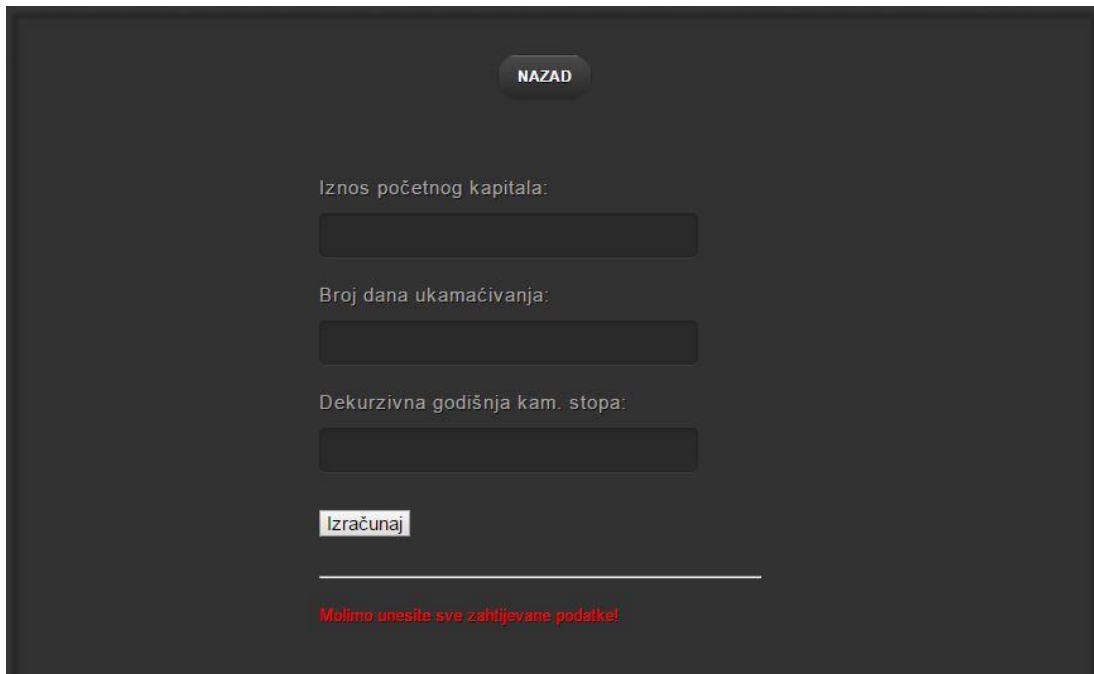 NAZAD
Iznos početnog kapitala:
Broj dana ukamaćivanja:
Dekurzivna godišnja kam. stopa:
Izračunaj
Molimo unesite sve zahtijevane podatke!